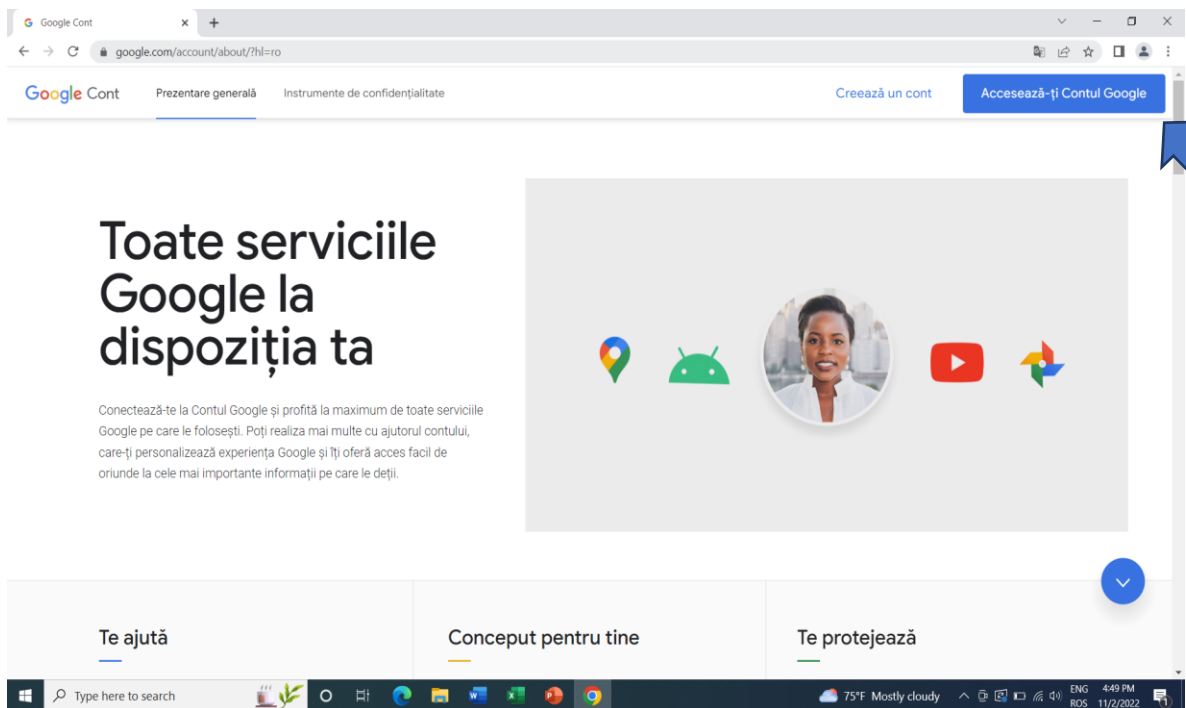 Google Cont
google.com/account/about/?hl=ro
Google Cont Prezentare generală Instrumente de confidențialitate Creează un cont Accesează-ți Contul Google
Toate serviciile
Google la
dispoziția ta
Conectează-te la Contul Google și profită la maximum de toate serviciile
Google pe care le folosești. Poți realiza mai multe cu ajutorul contului,
care-ți personalizează experiența Google și îți oferă acces facil de
oriunde la cele mai importante informații pe care le deții.
Te ajută Conceput pentru tine Te protejează
Type here to search 75°F Mostly cloudy ENG 4:49 PM
ROS 11/2/2022